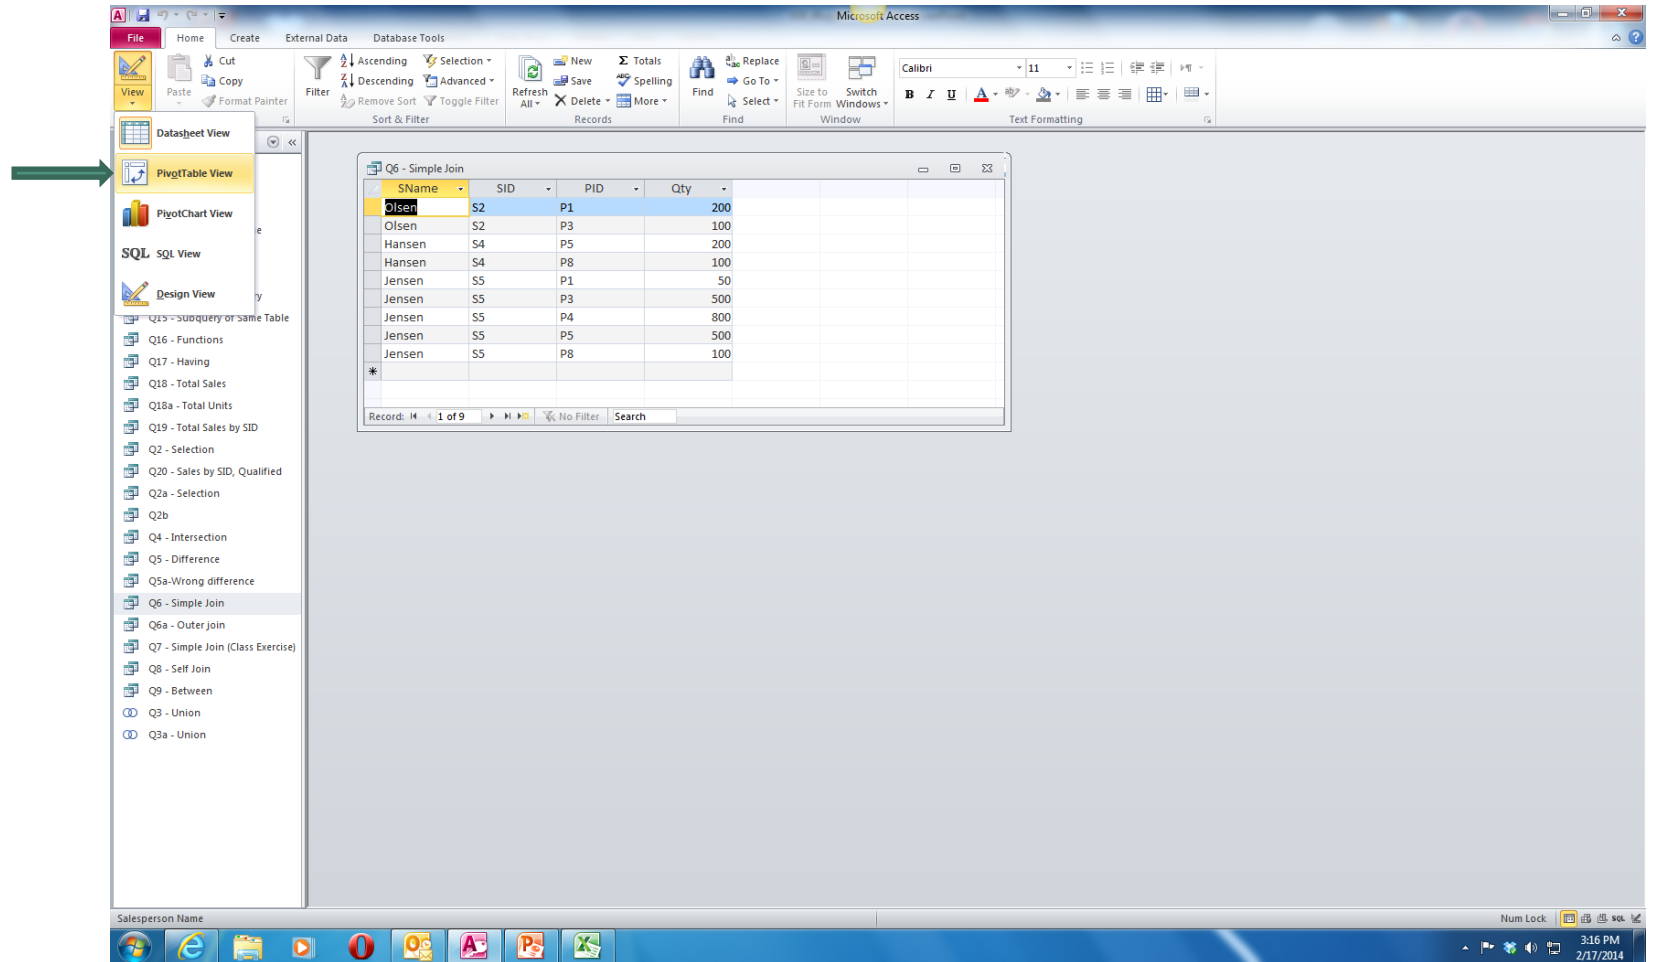 Microsoft Access
File Home Create External Data Database Tools
View
Paste
Cut
Copy
Format Painter
Filter
Ascending
Descending
Remove Sort
Selection
Advanced
Toggle Filter
Sort & Filter
Refresh All
New
Save
Delete
Totals
Spelling
More
Records
Find
Replace
Go To
Select
Find
Size to Fit Form
Switch Windows
Window
Calibri 11
B I U A
Text Formatting
Datasheet View
PivotTable View
PivotChart View
SQL SQL View
Design View
Q15 - Subquery of Same Table
Q16 - Functions
Q17 - Having
Q18 - Total Sales
Q18a - Total Units
Q19 - Total Sales by SID
Q2 - Selection
Q20 - Sales by SID, Qualified
Q2a - Selection
Q2b
Q4 - Intersection
Q5 - Difference
Q5a-Wrong difference
Q6 - Simple Join
Q6a - Outer join
Q7 - Simple Join (Class Exercise)
Q8 - Self Join
Q9 - Between
Q3 - Union
Q3a - Union
Q6 - Simple Join
SName SID PID Qty
Olsen S2 P1 200
Olsen S2 P3 100
Hansen S4 P5 200
Hansen S4 P8 100
Jensen S5 P1 50
Jensen S5 P3 500
Jensen S5 P4 800
Jensen S5 P5 500
Jensen S5 P8 100
Record: 1 of 9 No Filter Search
Salesperson Name
Num Lock SQL
3:16 PM
2/17/2014